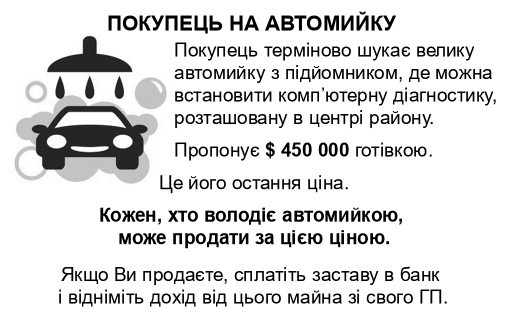 ПОКУПЕЦЬ НА АВТОМИЙКУ
Покупець терміново шукає велику
автомийку з підйомником, де можна
встановити комп’ютерну діагностику,
розташовану в центрі району.
Пропонує $ 450 000 готівкою.
Це його остання ціна.
Кожен, хто володіє автомийкою,
може продати за цією ціною.
Якщо Ви продаєте, сплатіть заставу в банк
і відніміть дохід від цього майна зі свого ГП.